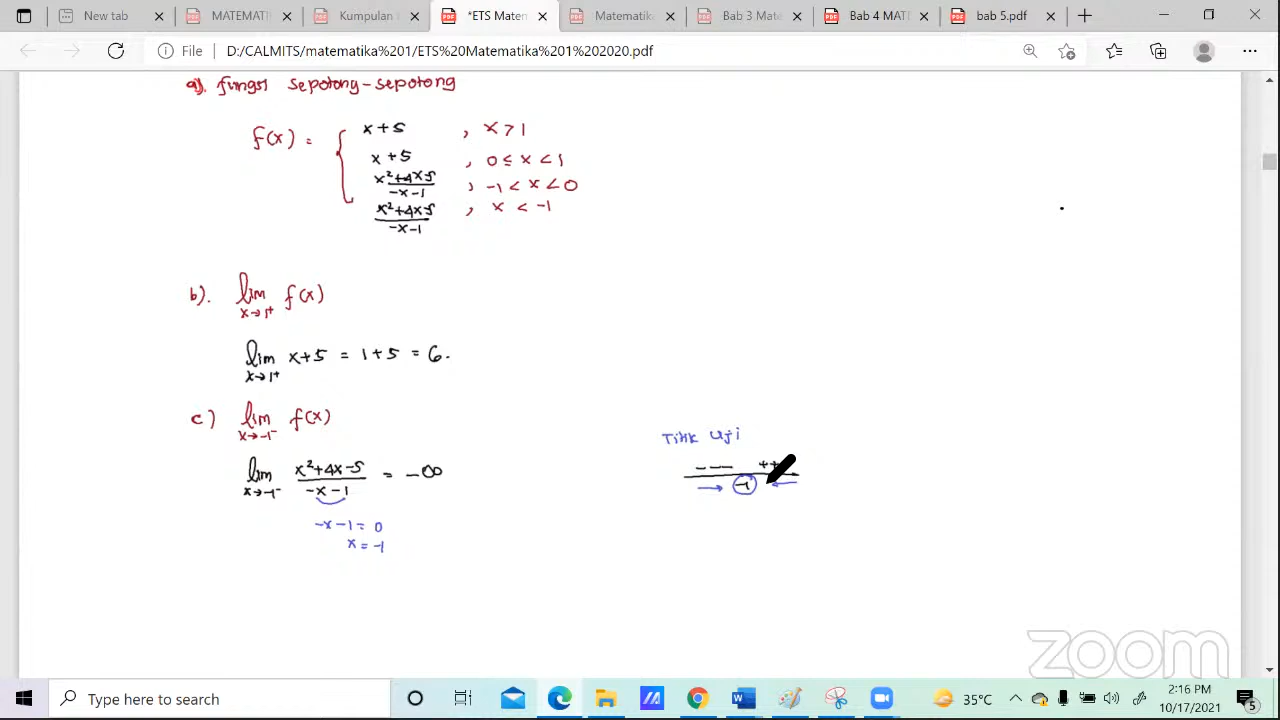 New tab
MATEMATI
Kumpulan
*ETS Matem
Matematik
Bab 3 Mate
Bab 4 MATI
bab 5.pdf
File D:/CALMITS/matematika%201/ETS%20Matematika%201%202020.pdf
a). fungsi sepotong-sepotong
f(x) = { x+5 , x > 1
x+5 , 0 ≤ x < 1
x²+4x-5 / -x-1 , -1 < x < 0
x²+4x-5 / -x-1 , x < -1
b). lim x→1⁺ f(x)
lim x→1⁺ x+5 = 1+5 = 6.
c) lim x→-1⁻ f(x)
Titik Uji
lim x→-1⁻ x²+4x-5 / -x-1 = -∞
--- ++
→ -1 ←
-x-1 = 0
x = -1
zoom
Type here to search
35°C
2:16 PM
10/17/2021
5